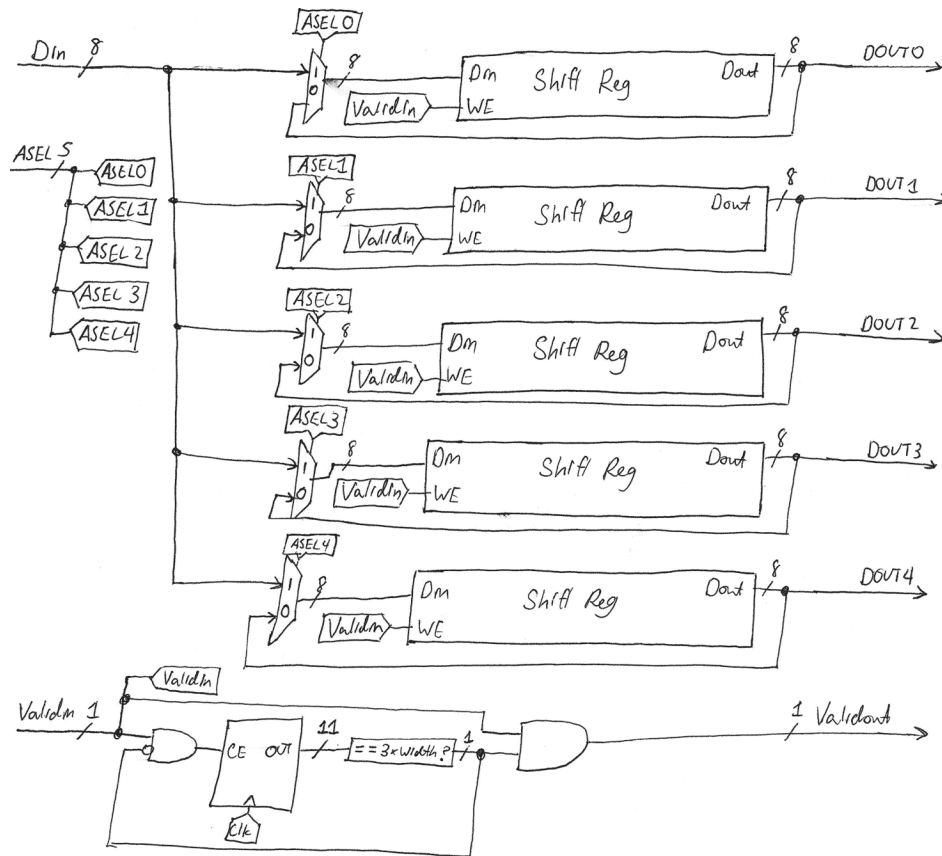 ASEL0
Din 8
8
Din
Shift Reg
Dout
8
DOUT0
1
0
ValidIn
WE
ASEL 5
ASEL0
ASEL1
ASEL2
ASEL3
ASEL4
ASEL1
8
Din
Shift Reg
Dout
8
DOUT1
1
0
ValidIn
WE
ASEL2
8
Din
Shift Reg
Dout
8
DOUT2
1
0
ValidIn
WE
ASEL3
8
Din
Shift Reg
Dout
8
DOUT3
1
0
ValidIn
WE
ASEL4
8
Din
Shift Reg
Dout
8
DOUT4
1
0
ValidIn
WE
ValidIn
ValidIn 1
CE OUT
11
==3*width?
1
1 Validout
Clk